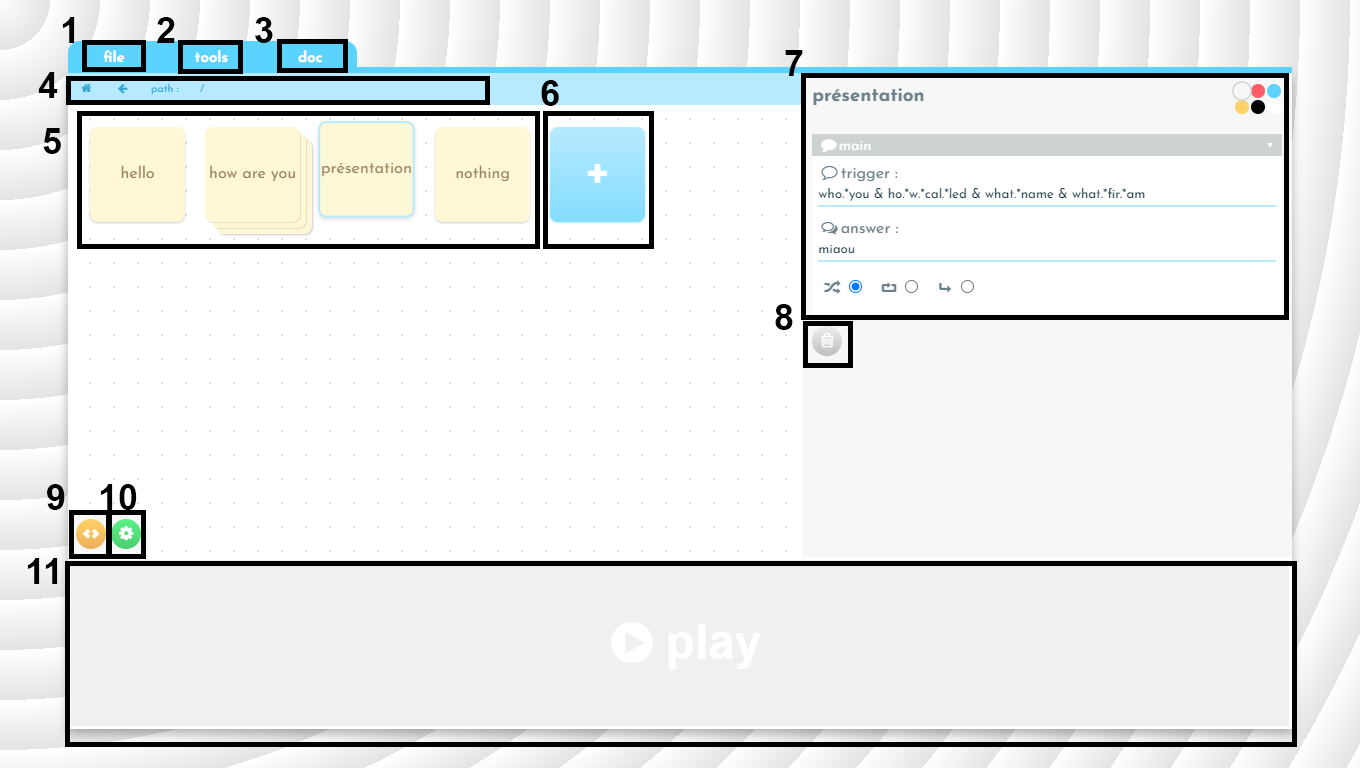 1 2 3
file tools doc
4
path : /
5
hello
how are you
présentation
nothing
6
+
7
présentation
main
trigger :
who.*you & ho.*w.*cal.*led & what.*name & what.*fir.*am
answer :
miaou
8
9 10
11
play